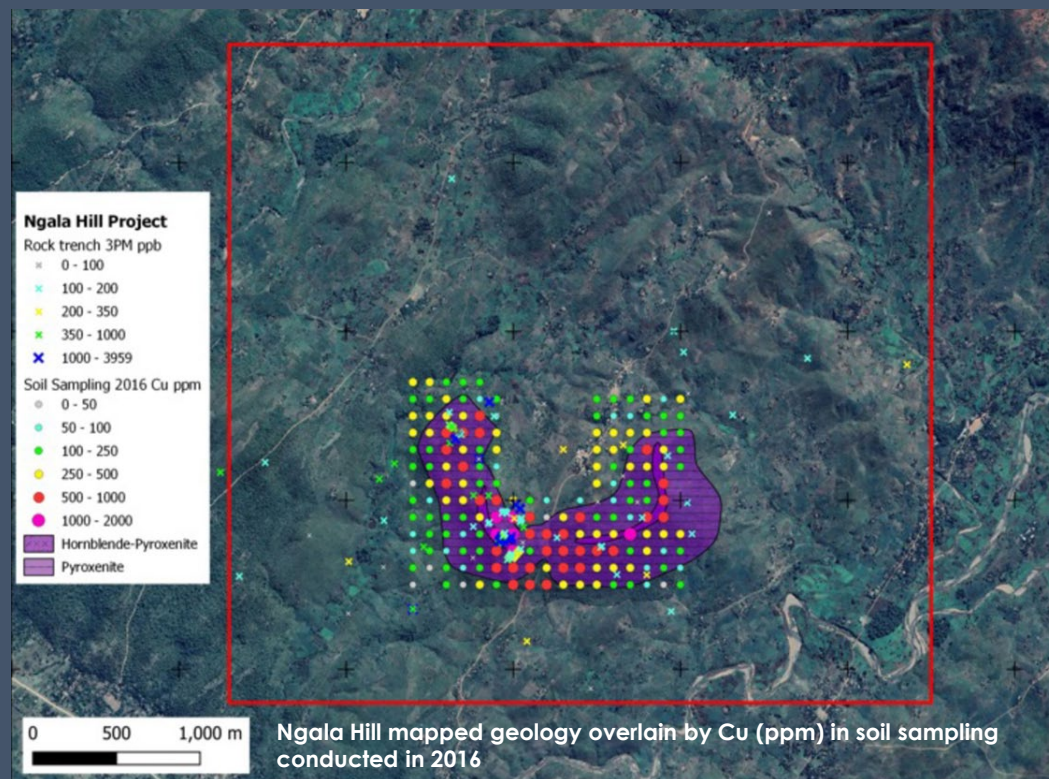 Ngala Hill Project
Rock trench 3PM ppb
0 - 100
100 - 200
200 - 350
350 - 1000
1000 - 3959
Soil Sampling 2016 Cu ppm
0 - 50
50 - 100
100 - 250
250 - 500
500 - 1000
1000 - 2000
Hornblende-Pyroxenite
Pyroxenite
0 500 1,000 m
Ngala Hill mapped geology overlain by Cu (ppm) in soil sampling
conducted in 2016